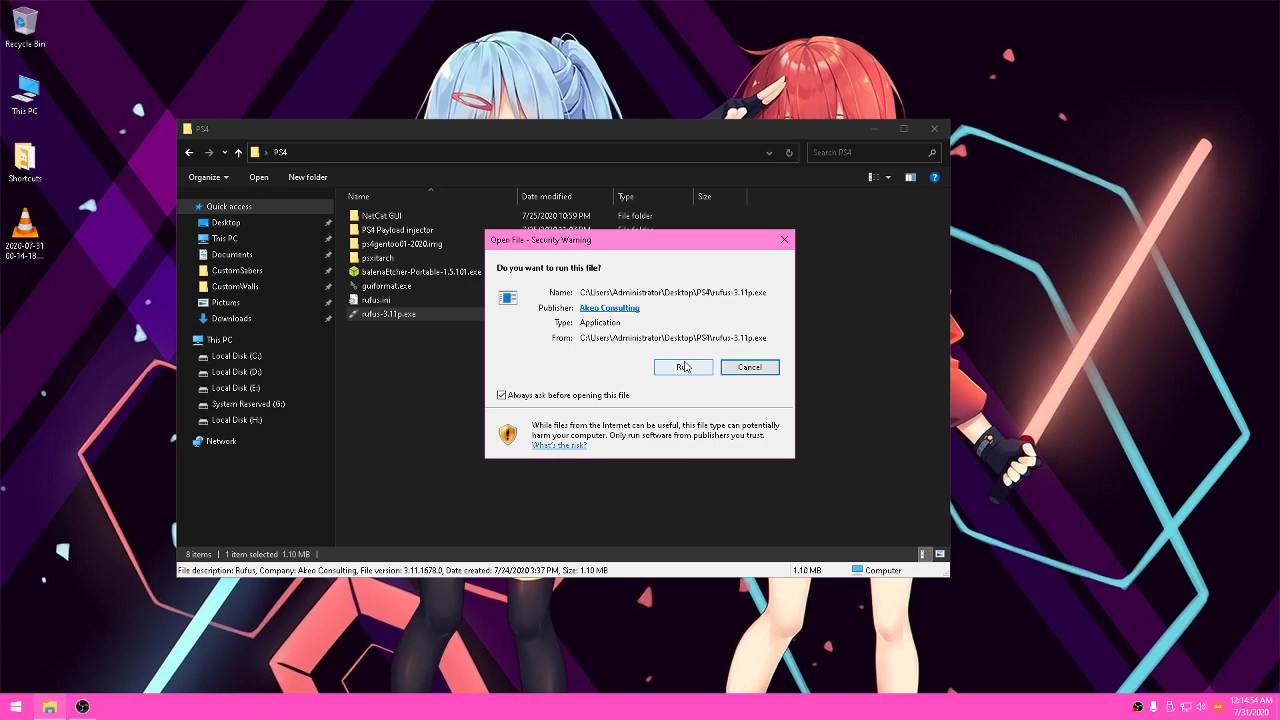 Recycle Bin
This PC
Shortcuts
2020-07-31
00-14-18....
PS4
PS4
Search PS4
Organize
Open
New folder
Name
Date modified
Type
Size
Quick access
Desktop
This PC
Documents
CustomSabers
CustomWalls
Pictures
Downloads
This PC
Local Disk (C:)
Local Disk (D:)
Local Disk (E:)
System Reserved (G:)
Local Disk (H:)
Network
NetCat GUI
7/25/2020 10:59 PM
File folder
PS4 Payload injector
File folder
ps4gentoo01-2020.img
psxitarch
balenaEtcher-Portable-1.5.101.exe
guiformat.exe
rufus.ini
rufus-3.11p.exe
Open File - Security Warning
Do you want to run this file?
Name: C:\Users\Administrator\Desktop\PS4\rufus-3.11p.exe
Publisher: Akeo Consulting
Type: Application
From: C:\Users\Administrator\Desktop\PS4\rufus-3.11p.exe
Cancel
Always ask before opening this file
While files from the Internet can be useful, this file type can potentially
harm your computer. Only run software from publishers you trust.
What's the risk?
8 items
1 item selected 1.10 MB
File description: Rufus, Company: Akeo Consulting, File version: 3.11.1678.0, Date created: 7/24/2020 3:37 PM, Size: 1.10 MB
1.10 MB
Computer
12:14:54 AM
7/31/2020